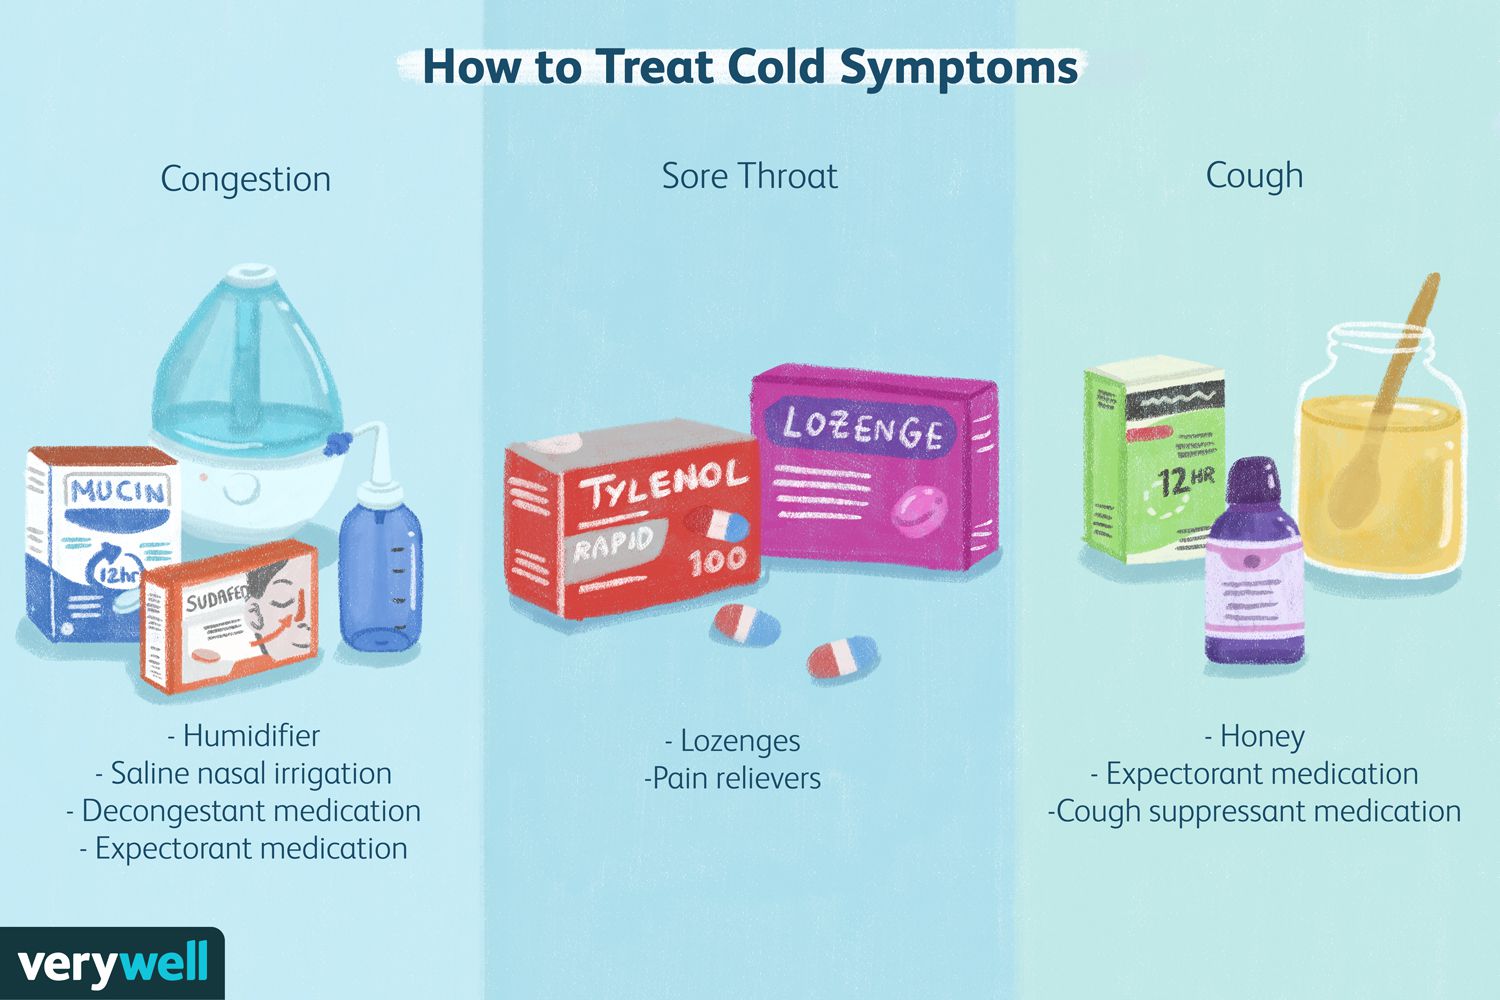 How to Treat Cold Symptoms
Congestion
Sore Throat
Cough
MUCIN
12hr
SUDAFED
TYLENOL
RAPID
100
LOZENGE
12HR
- Humidifier
- Saline nasal irrigation
- Decongestant medication
- Expectorant medication
- Lozenges
-Pain relievers
- Honey
- Expectorant medication
-Cough suppressant medication
verywell